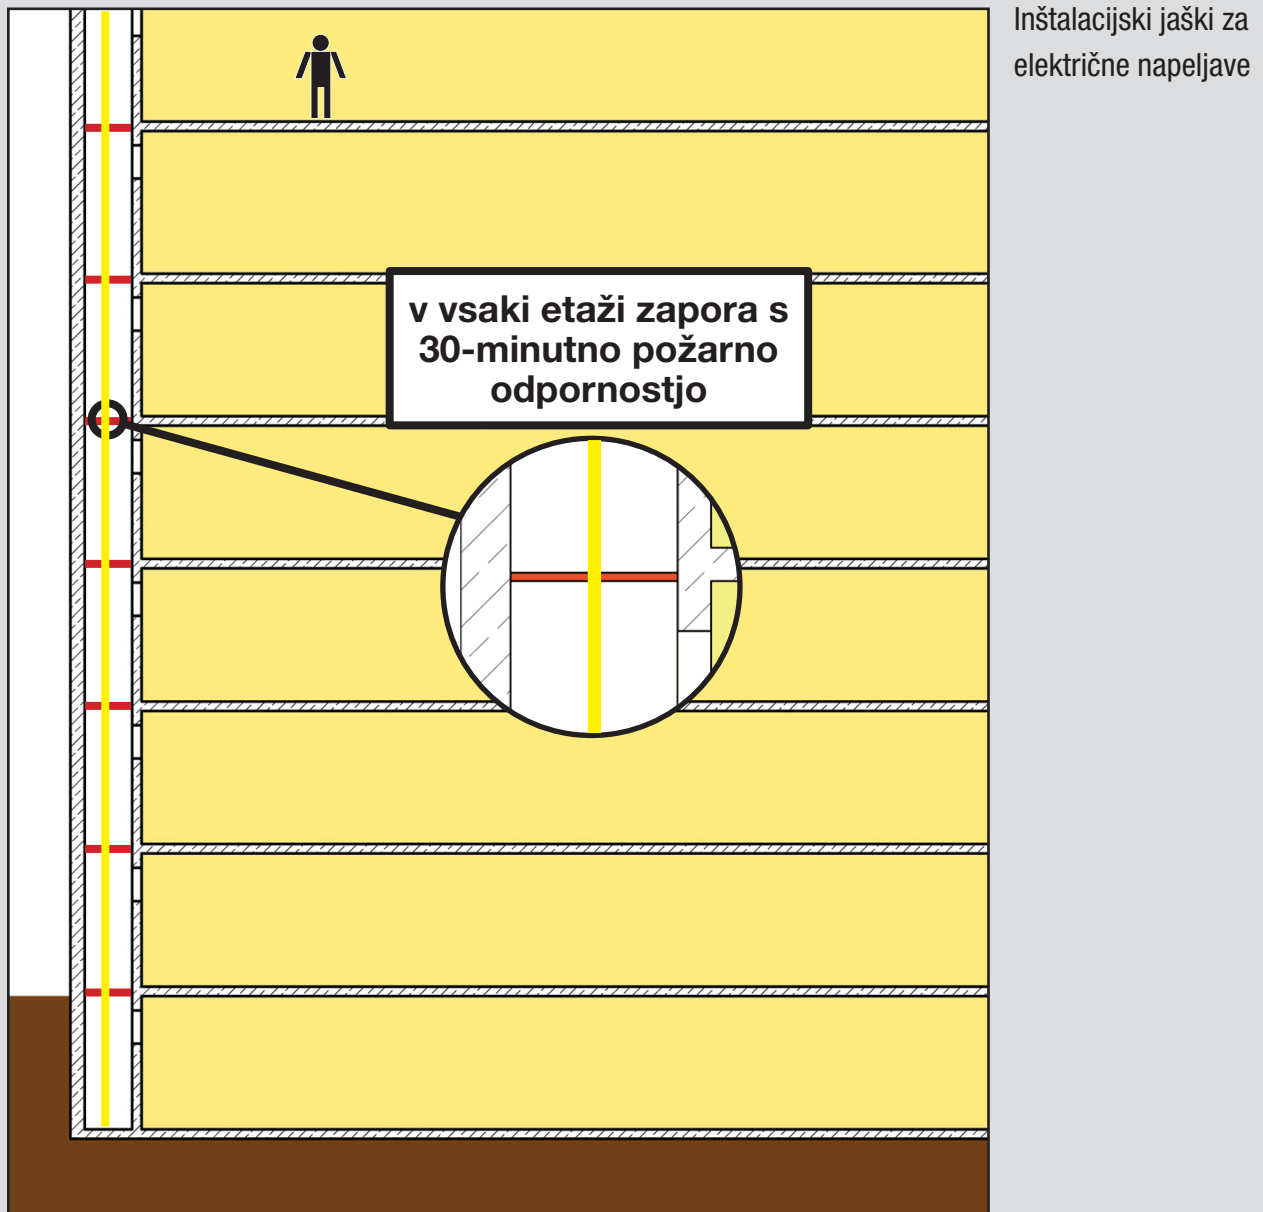 Inštalacijski jaški za
električne napeljave
v vsaki etaži zapora s
30-minutno požarno
odpornostjo